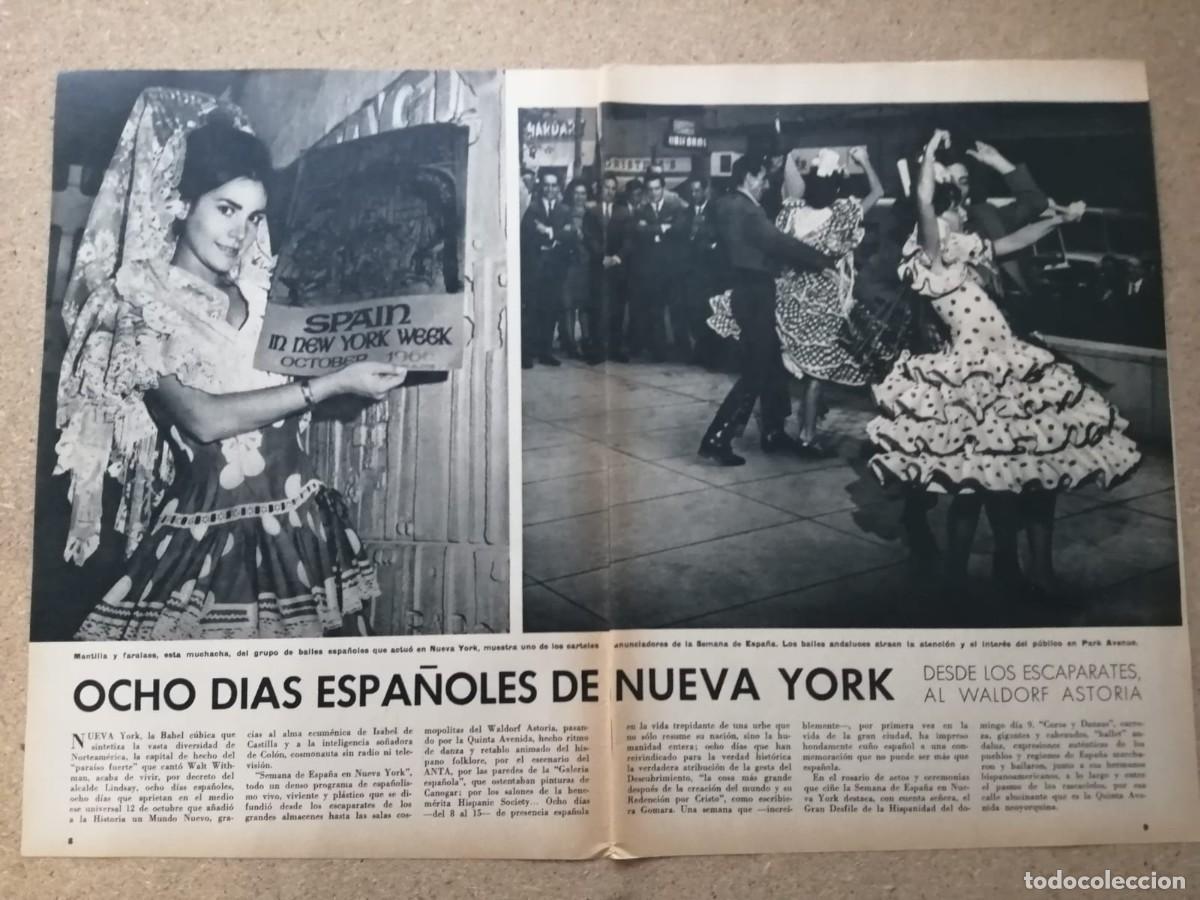 SPAIN
IN NEW YORK WEEK
OCTOBER 1966
Mantilla y faralaes, esta muchacha, del grupo de bailes españoles que actuó en Nueva York, muestra uno de los carteles anunciadores de la Semana de España. Los bailes andaluces atraen la atención y el interés del público en Park Avenue.
OCHO DIAS ESPAÑOLES DE NUEVA YORK
DESDE LOS ESCAPARATES,
AL WALDORF ASTORIA
NUEVA York, la Babel cúbica que
sintetiza la vasta diversidad de
Norteamérica, la capital de hecho del
"paraíso fuerte" que cantó Walt With-
man, acaba de vivir, por decreto del
alcalde Lindsay, ocho días españoles,
ocho días que aprietan en el medio
ese universal 12 de octubre que añadió
a la Historia un Mundo Nuevo, gra-
cias al alma ecuménica de Isabel de
Castilla y a la inteligencia soñadora
de Colón, cosmonauta sin radio ni tele-
visión.
"Semana de España en Nueva York",
todo un denso programa de españolis-
mo vivo, viviente y plástico que se di-
fundió desde los escaparates de los
grandes almacenes hasta las salas cos-
mopolitas del Waldorf Astoria, pasan-
do por la Quinta Avenida, hecho ritmo
de danza y retablo animado del his-
pano folklore, por el escenario del
ANTA, por las paredes de la "Galería
española", que ostentaban pinturas de
Canogar; por los salones de la bene-
mérita Hispanic Society... Ocho días
—del 8 al 15— de presencia española
en la vida trepidante de una urbe que
no sólo resume su nación, sino la hu-
manidad entera; ocho días que han
reivindicado para la verdad histórica
la verdadera atribución de la gesta del
Descubrimiento, "la cosa más grande
después de la creación del mundo y su
Redención por Cristo", como escribie-
ra Gomara. Una semana que —increí-
blemente—, por primera vez en la
vida de la gran ciudad, ha impreso
hondamente cuño español a una con-
memoración que no puede ser más que
española.
En el rosario de actos y ceremonias
que ciñe la Semana de España en Nue-
va York destaca, con cuenta señera, el
Gran Desfile de la Hispanidad del do-
mingo día 9. "Coros y Danzas", carro-
za, gigantes y cabezudos, "ballet" an-
daluz, expresiones auténticas de los
pueblos y regiones de España marcha-
ron y bailaron, junto a sus hermanos
hispanoamericanos, a lo largo y entre
el pasmo de los rascacielos, por esa
calle alucinante que es la Quinta Ave-
nida neoyorquina.
8
9
todocoleccion